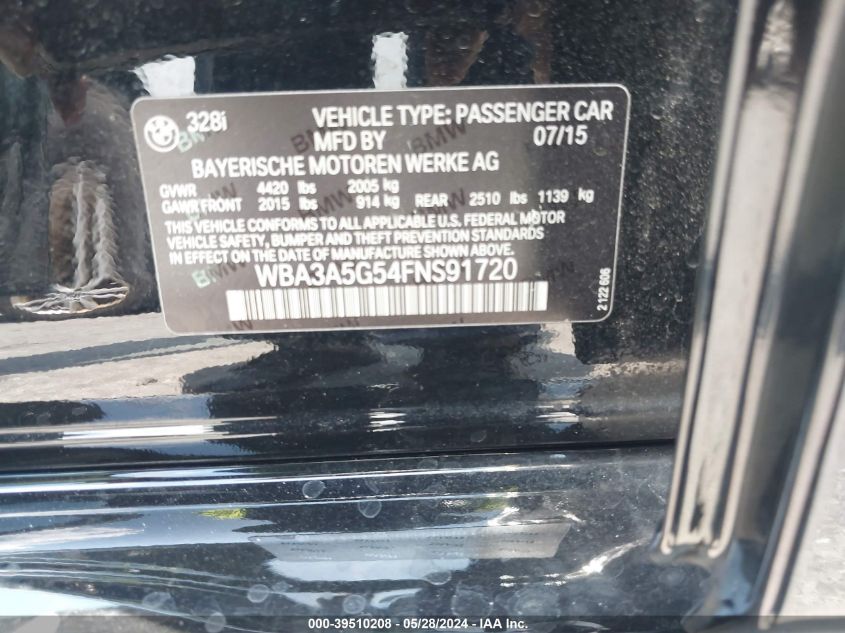 328i VEHICLE TYPE: PASSENGER CAR
MFD BY 07/15
BAYERISCHE MOTOREN WERKE AG
GVWR 4420 lbs 2005 kg
GAWR FRONT 2015 lbs 914 kg REAR 2510 lbs 1139 kg
THIS VEHICLE CONFORMS TO ALL APPLICABLE U.S. FEDERAL MOTOR
VEHICLE SAFETY, BUMPER AND THEFT PREVENTION STANDARDS
IN EFFECT ON THE DATE OF MANUFACTURE SHOWN ABOVE.
WBA3A5G54FNS91720
2 122 606
000-39510208 - 05/28/2024 - IAA Inc.